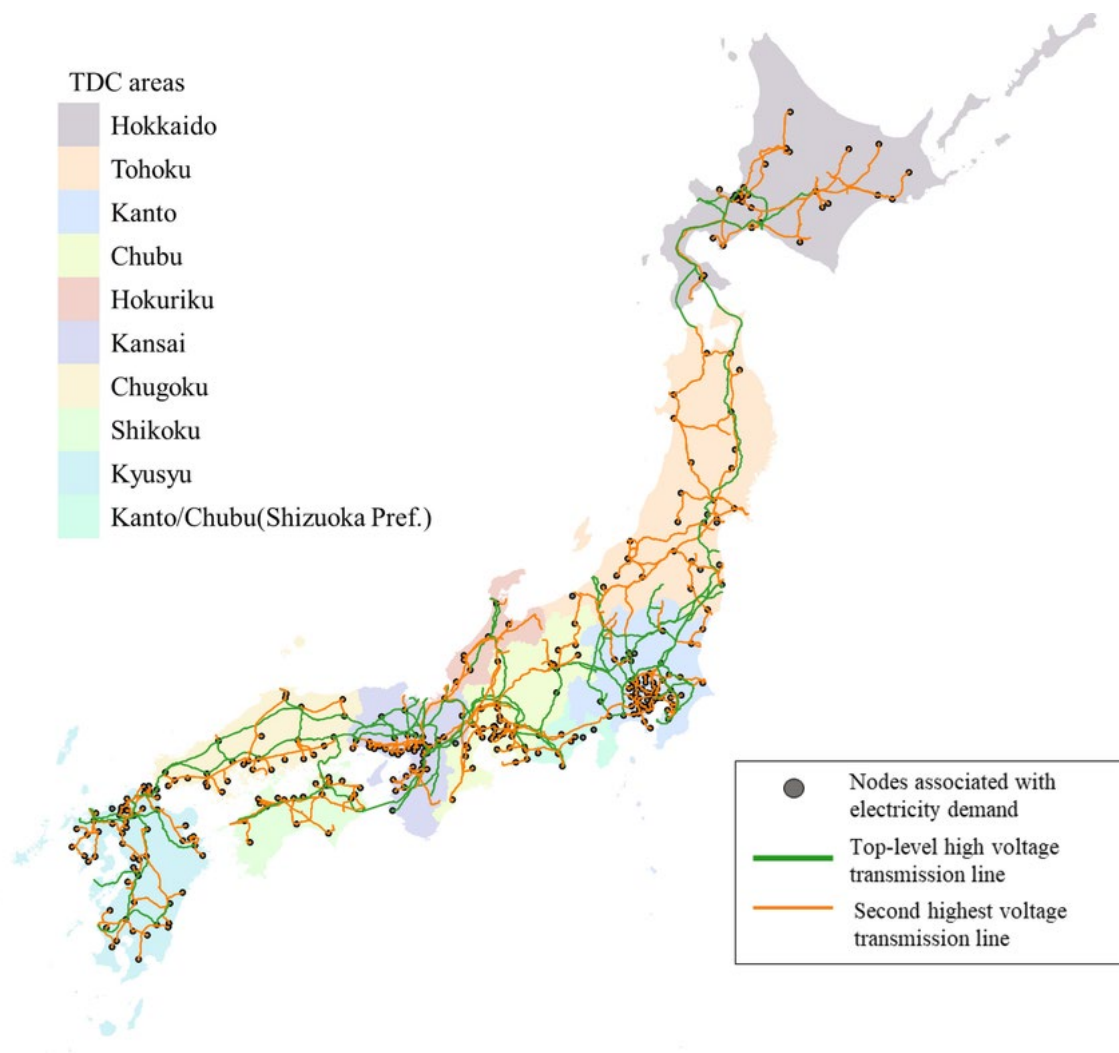 TDC areas
Hokkaido
Tohoku
Kanto
Chubu
Hokuriku
Kansai
Chugoku
Shikoku
Kyusyu
Kanto/Chubu(Shizuoka Pref.)
Nodes associated with
electricity demand
Top-level high voltage
transmission line
Second highest voltage
transmission line